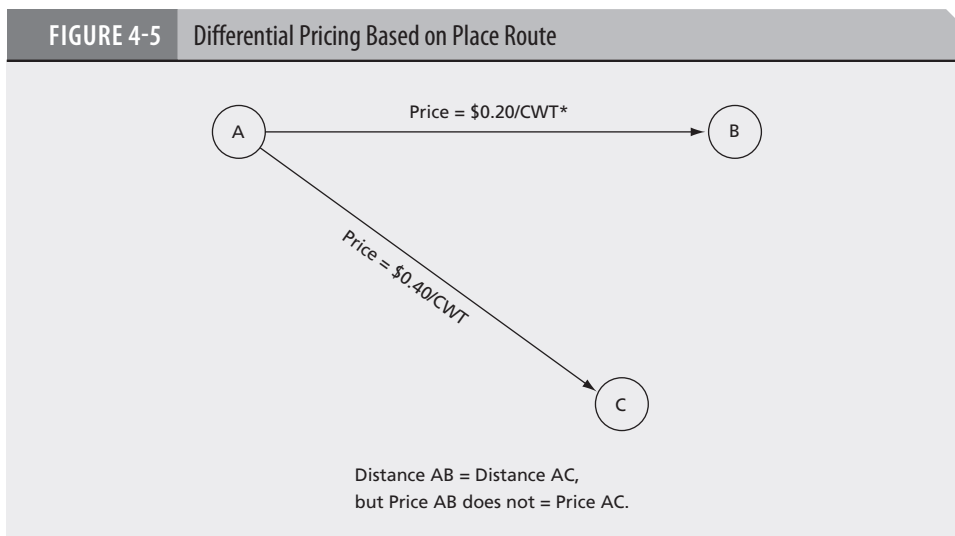 FIGURE 4-5 Differential Pricing Based on Place Route
Price = $0.20/CWT*
A
B
Price = $0.40/CWT
C
Distance AB = Distance AC,
but Price AB does not = Price AC.